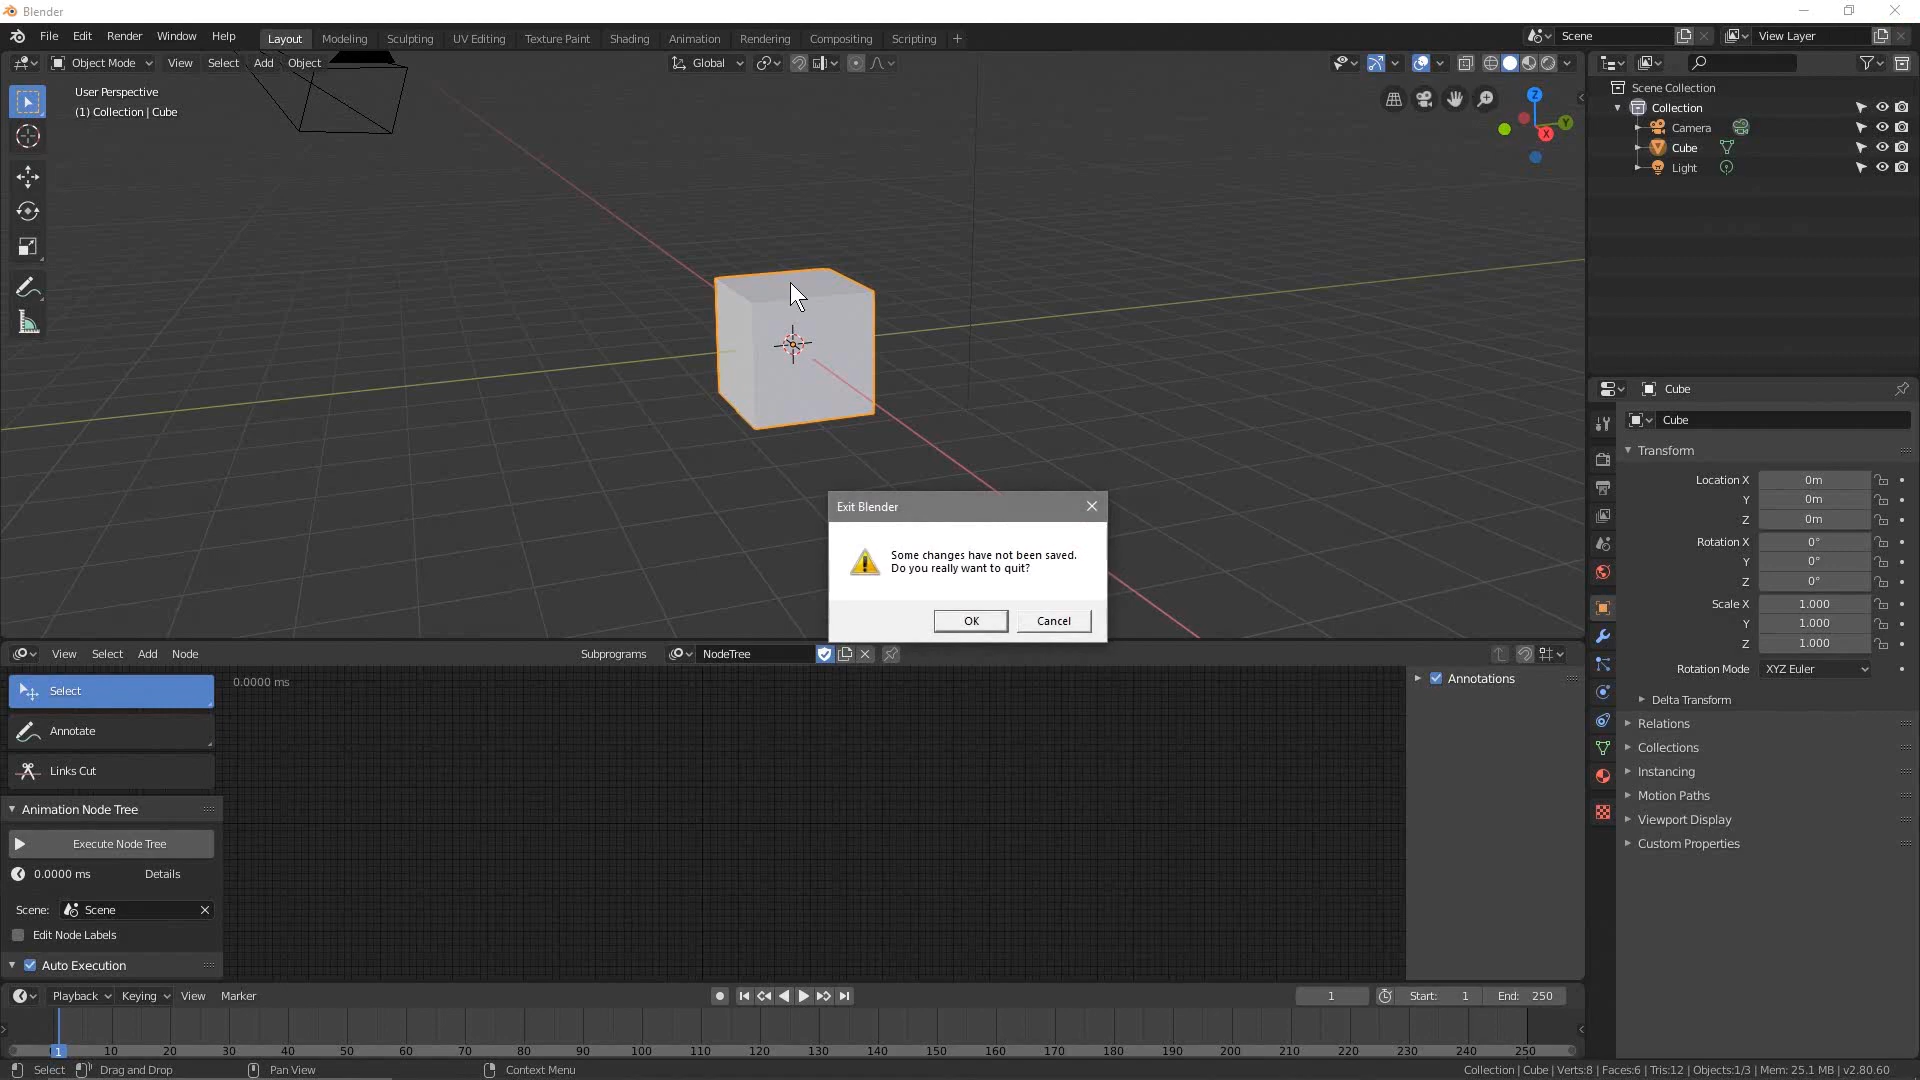 Blender
File Edit Render Window Help Layout Modeling Sculpting UV Editing Texture Paint Shading Animation Rendering Compositing Scripting + Scene View Layer
Object Mode View Select Add Object Global
User Perspective
(1) Collection | Cube
Z
Y
X
Scene Collection
Collection
Camera
Cube
Light
Cube
Cube
Transform
Location X 0m
Y 0m
Z 0m
Rotation X 0°
Y 0°
Z 0°
Scale X 1.000
Y 1.000
Z 1.000
Rotation Mode XYZ Euler
Delta Transform
Relations
Collections
Instancing
Motion Paths
Viewport Display
Custom Properties
Exit Blender
Some changes have not been saved.
Do you really want to quit?
OK Cancel
View Select Add Node Subprograms NodeTree
Select
0.0000 ms
Annotations
Annotate
Links Cut
Animation Node Tree
Execute Node Tree
0.0000 ms Details
Scene: Scene
Edit Node Labels
Auto Execution
Playback Keying View Marker 1 Start: 1 End: 250
1 10 20 30 40 50 60 70 80 90 100 110 120 130 140 150 160 170 180 190 200 210 220 230 240 250
Select Drag and Drop Pan View Context Menu Collection | Cube | Verts:8 | Faces:6 | Tris:12 | Objects:1/3 | Mem: 25.1 MB | v2.80.60